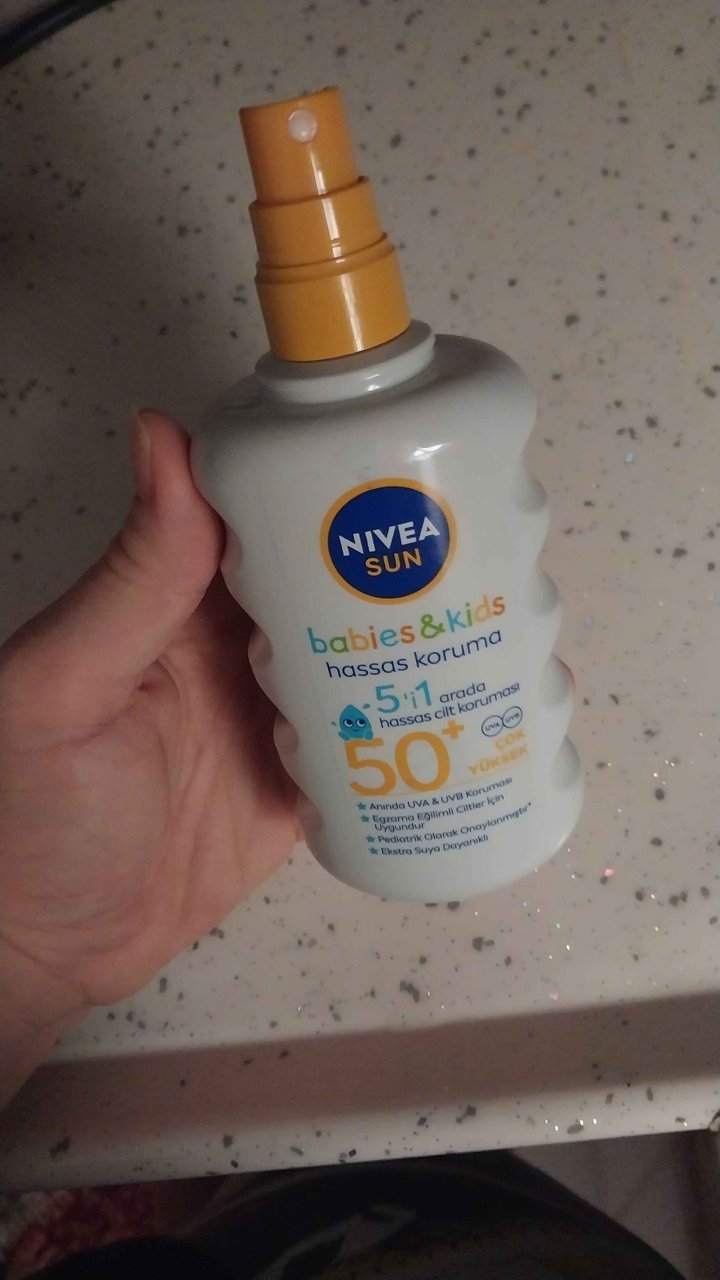 NIVEA
SUN
babies&kids
hassas koruma
5'i1 arada
hassas cilt koruması
50+
UVA UVB
ÇOK
YÜKSEK
Anında UVA & UVB Koruması
Egzama Eğilimli Ciltler İçin
Uygundur
Pediatrik Olarak Onaylanmıştır*
Ekstra Suya Dayanıklı